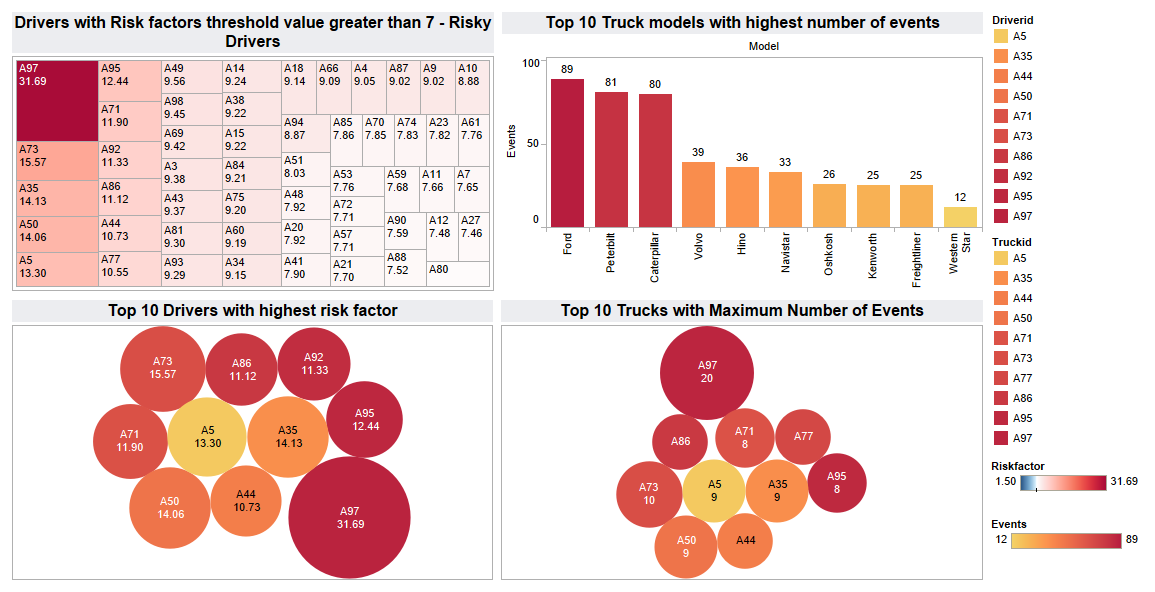 Drivers with Risk factors threshold value greater than 7 - Risky
Drivers
A97
31.69
A73
15.57
A35
14.13
A50
14.06
A5
13.30
A95
12.44
A71
11.90
A92
11.33
A86
11.12
A44
10.73
A77
10.55
A49
9.56
A98
9.45
A69
9.42
A3
9.38
A43
9.37
A81
9.30
A93
9.29
A14
9.24
A38
9.22
A15
9.22
A84
9.21
A75
9.20
A60
9.19
A34
9.15
A18
9.14
A66
9.09
A4
9.05
A87
9.02
A9
9.02
A10
8.88
A94
8.87
A51
8.03
A48
7.92
A20
7.92
A41
7.90
A85
7.86
A70
7.85
A74
7.83
A23
7.82
A61
7.76
A53
7.76
A72
7.71
A57
7.71
A21
7.70
A59
7.68
A11
7.66
A7
7.65
A90
7.59
A88
7.52
A12
7.48
A27
7.46
A80
Top 10 Truck models with highest number of events
Model
Events
100
50
0
89
81
80
39
36
33
26
25
25
12
Ford
Peterbilt
Caterpillar
Volvo
Hino
Navistar
Oshkosh
Kenworth
Freightliner
Western
Star
Top 10 Drivers with highest risk factor
A73
15.57
A86
11.12
A92
11.33
A71
11.90
A5
13.30
A35
14.13
A95
12.44
A50
14.06
A44
10.73
A97
31.69
Top 10 Trucks with Maximum Number of Events
A97
20
A86
A71
8
A77
A73
10
A5
9
A35
9
A95
8
A50
9
A44
Driverid
A5
A35
A44
A50
A71
A73
A86
A92
A95
A97
Truckid
A5
A35
A44
A50
A71
A73
A77
A86
A95
A97
Riskfactor
1.50 31.69
Events
12 89